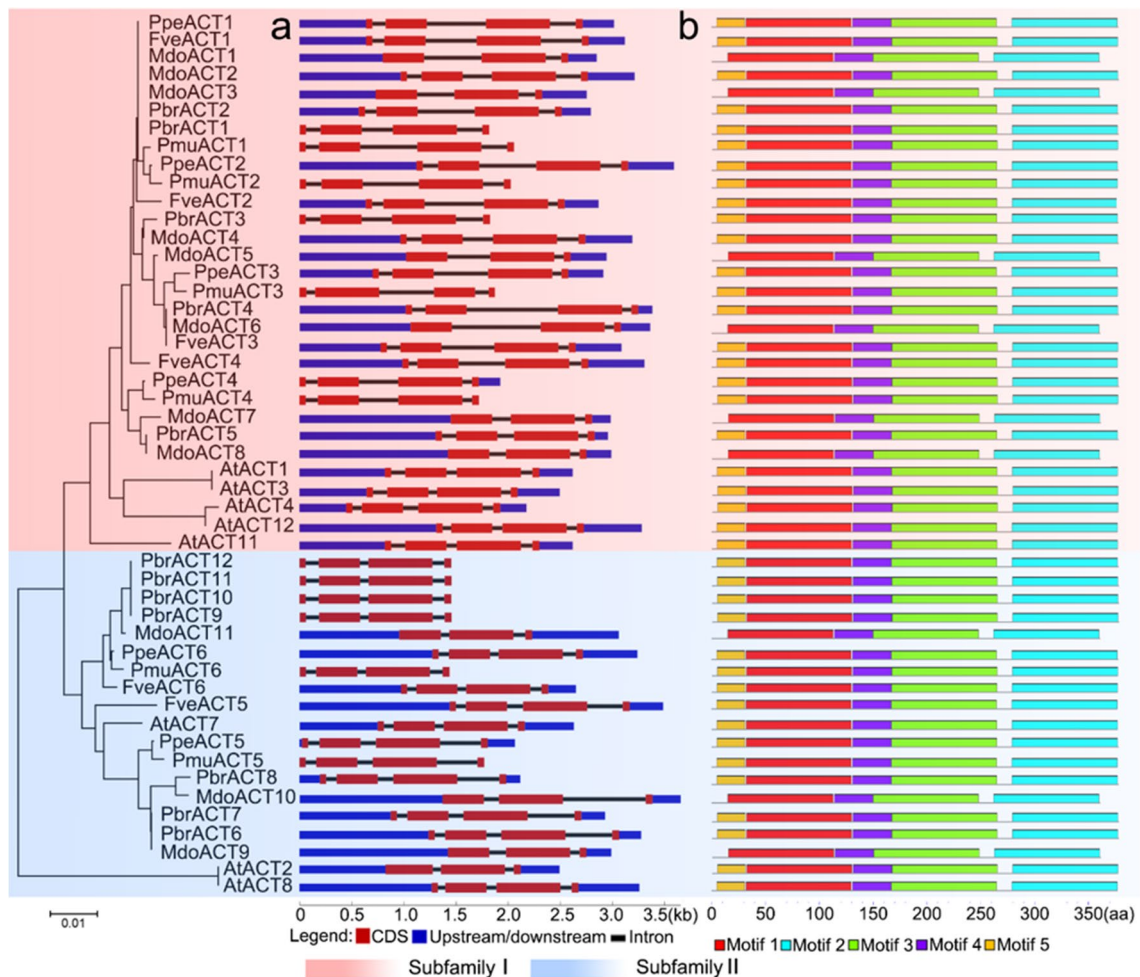 a
b
PpeACT1
FveACT1
MdoACT1
MdoACT2
MdoACT3
PbrACT2
PbrACT1
PmuACT1
PpeACT2
PmuACT2
FveACT2
PbrACT3
MdoACT4
MdoACT5
PpeACT3
PmuACT3
PbrACT4
MdoACT6
FveACT3
FveACT4
PpeACT4
PmuACT4
MdoACT7
PbrACT5
MdoACT8
AtACT1
AtACT3
AtACT4
AtACT12
AtACT11
PbrACT12
PbrACT11
PbrACT10
PbrACT9
MdoACT11
PpeACT6
PmuACT6
FveACT6
FveACT5
AtACT7
PpeACT5
PmuACT5
PbrACT8
MdoACT10
PbrACT7
PbrACT6
MdoACT9
AtACT2
AtACT8
0.01
0 0.5 1.0 1.5 2.0 2.5 3.0 3.5(kb)
0 50 100 150 200 250 300 350(aa)
Legend: CDS Upstream/downstream Intron
Motif 1 Motif 2 Motif 3 Motif 4 Motif 5
Subfamily I Subfamily II